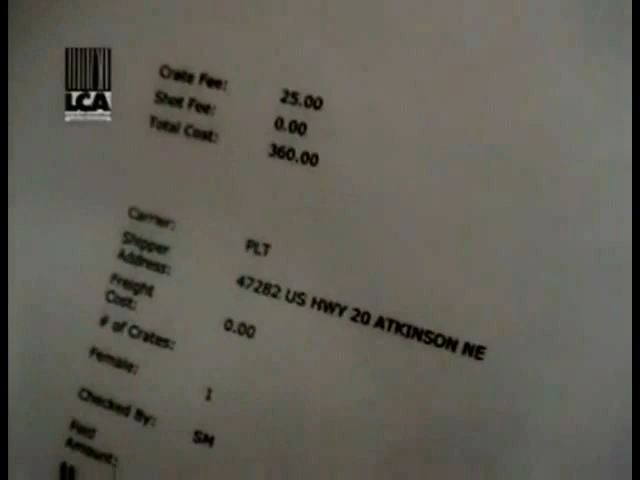 LCA
Crate Fee: 25.00
Shot Fee: 0.00
Total Cost: 360.00
Carrier: PLT
Shipper
Address: 47282 US HWY 20 ATKINSON NE
Freight
Cost: 0.00
# of Crates:
Female: 1
Checked By: SM
Paid
Amount: